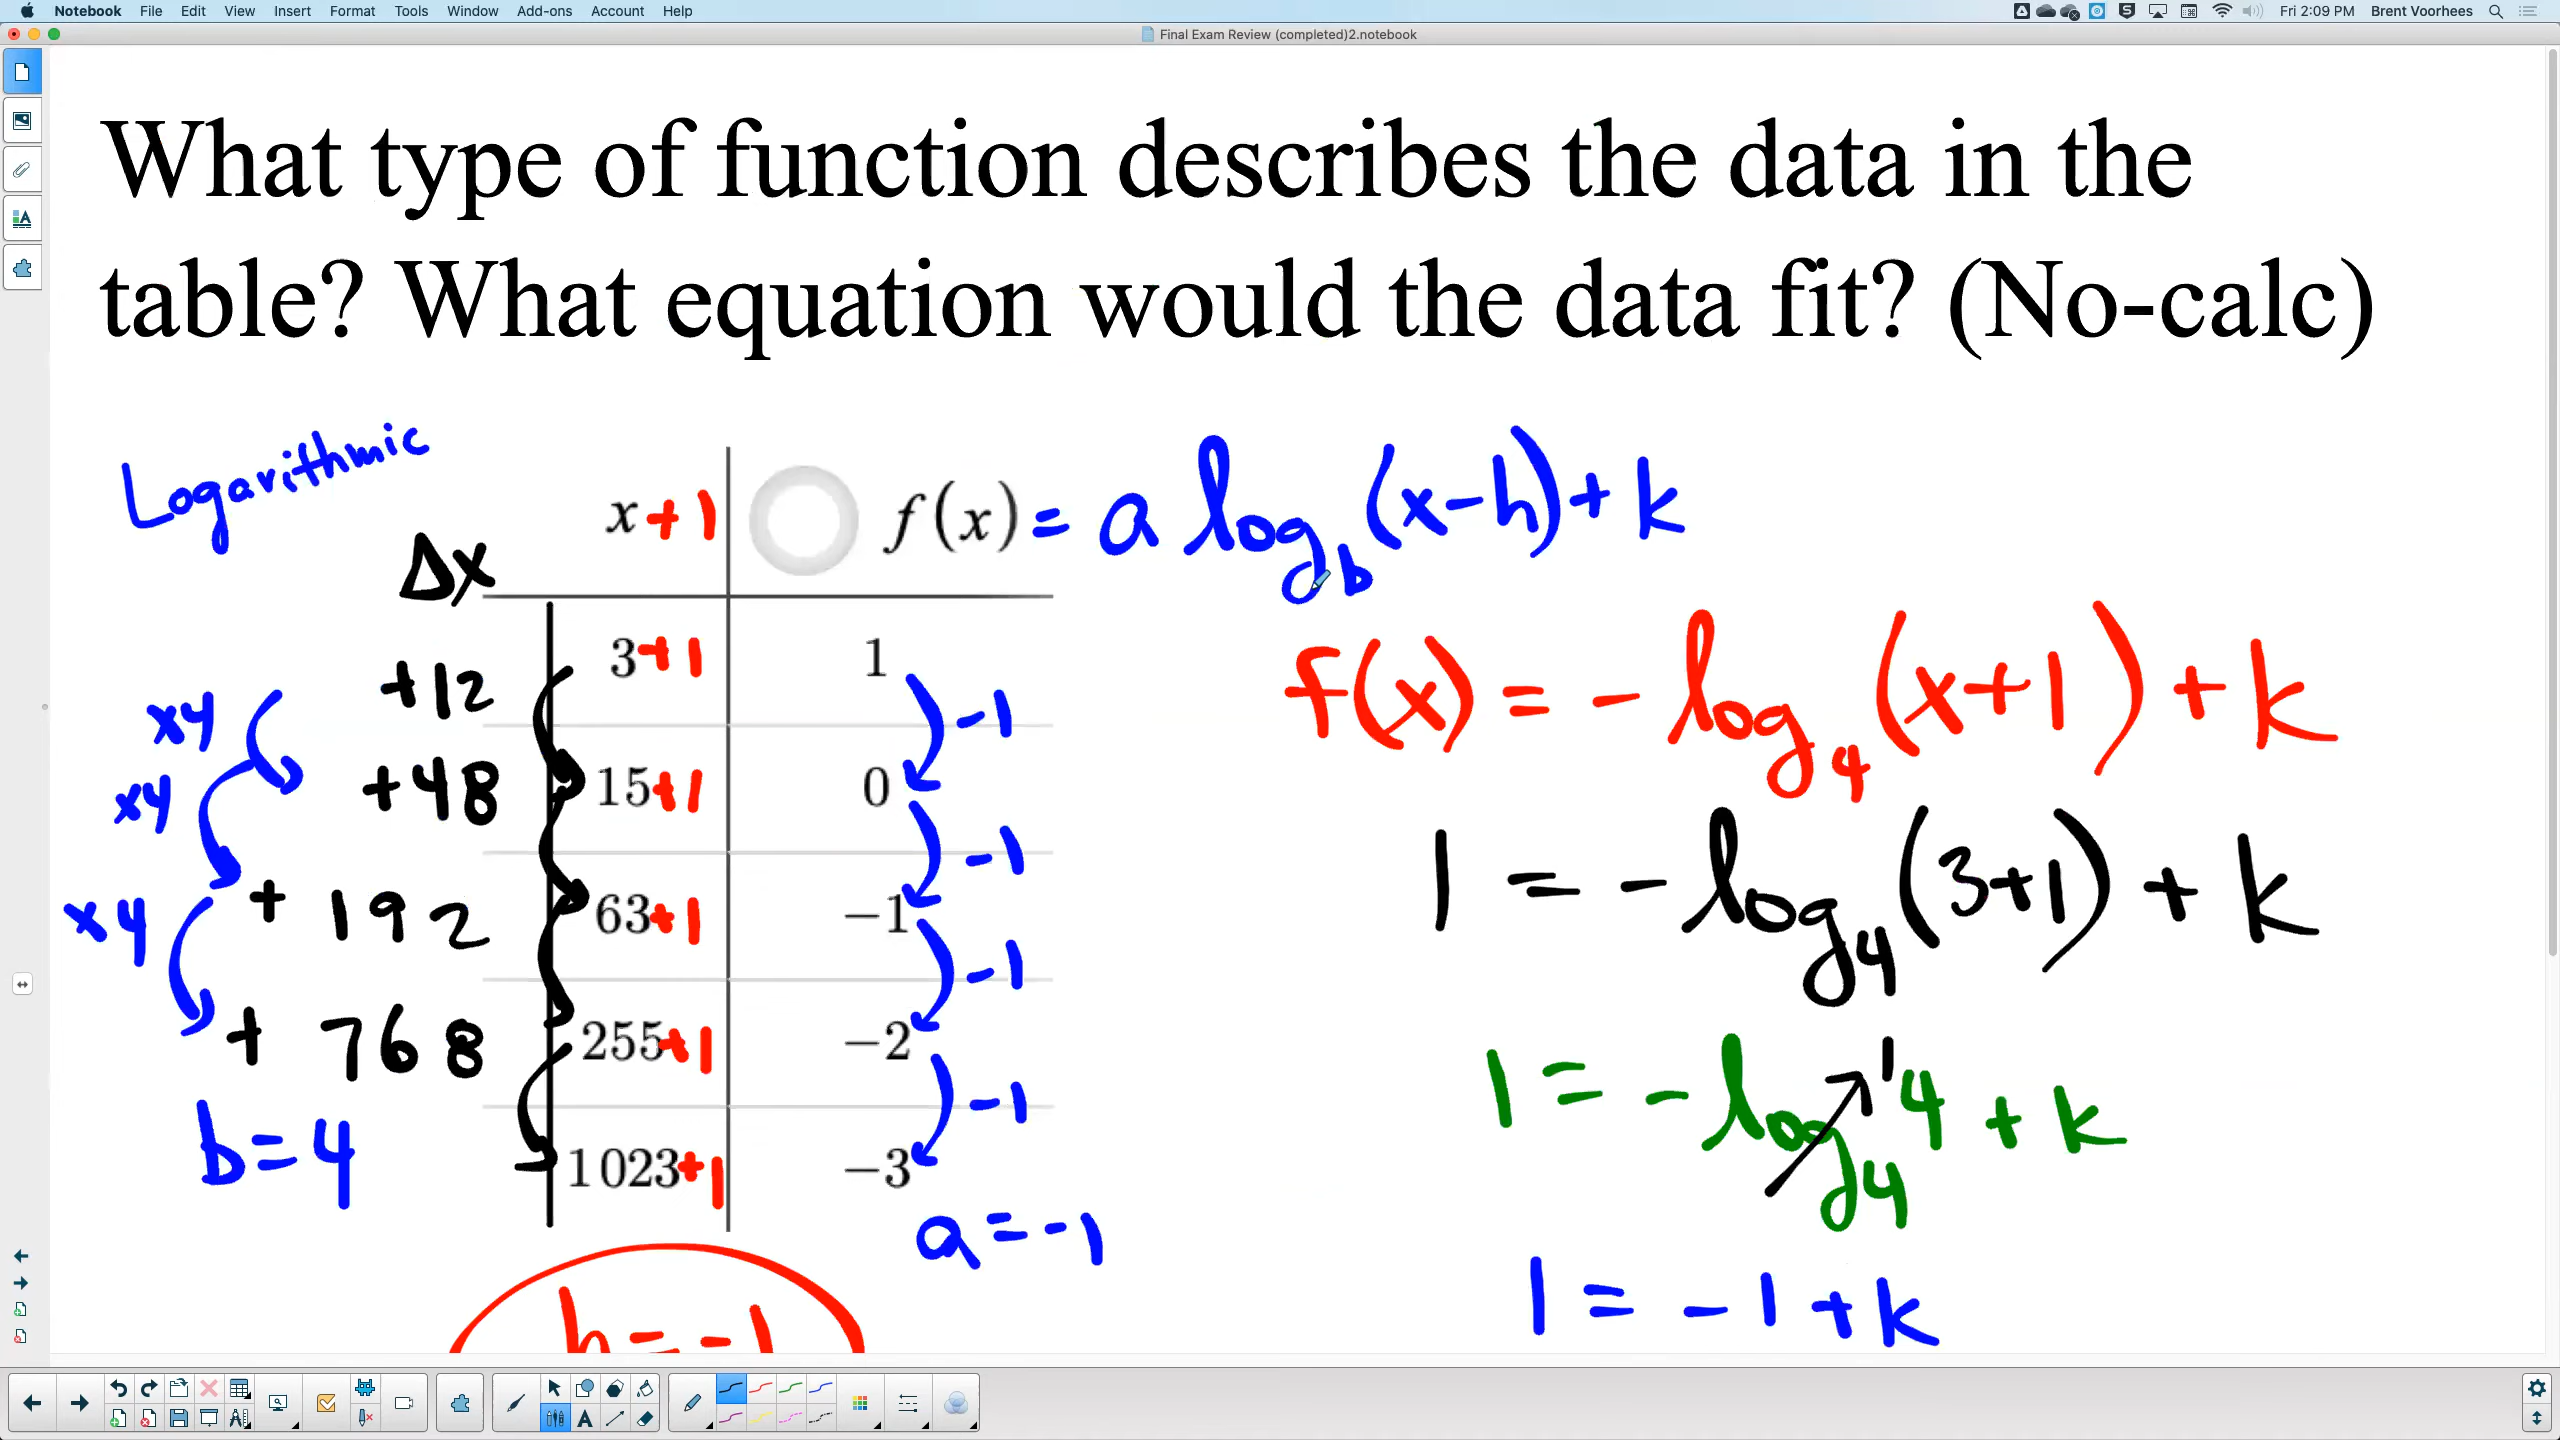 Notebook File Edit View Insert Format Tools Window Add-ons Account Help Fri 2:09 PM Brent Voorhees
Final Exam Review (completed)2.notebook
What type of function describes the data in the
table? What equation would the data fit? (No-calc)
Logarithmic
Δx
x+1 f(x) = a log_b (x-h)+k
+12 3+1 1 -1
x4 +48 15+1 0 -1
x4 + 192 63+1 −1 -1
x4 + 768 255+1 −2 -1
1023+1 −3
b=4
a=-1
h=-1
f(x) = -log_4 (x+1) + k
1 = -log_4 (3+1) + k
1 = -log_4 4 + k
1
1 = -1+k
A